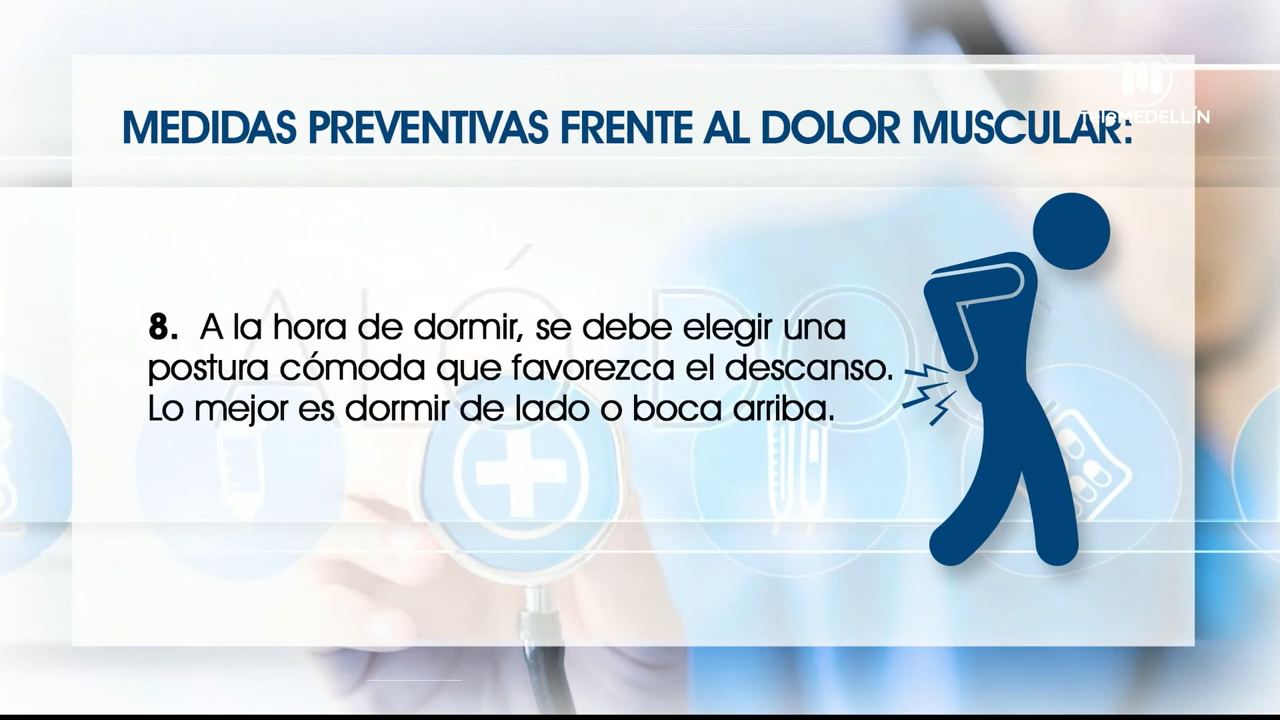 TeleMEDELLÍN
MEDIDAS PREVENTIVAS FRENTE AL DOLOR MUSCULAR:
8. A la hora de dormir, se debe elegir una
postura cómoda que favorezca el descanso.
Lo mejor es dormir de lado o boca arriba.